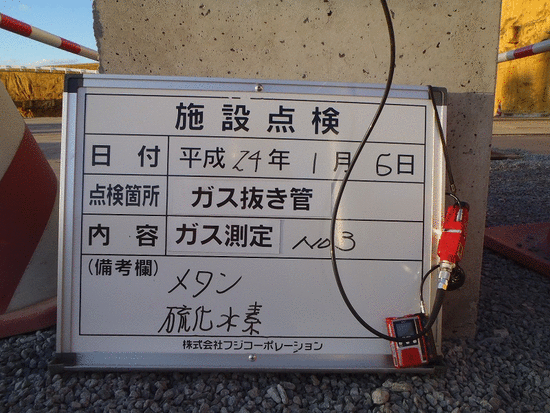 施設点検
日付 平成24年1月6日
点検箇所 ガス抜き管
内容 ガス測定 No3
(備考欄) メタン
硫化水素
株式会社フジコーポレーション